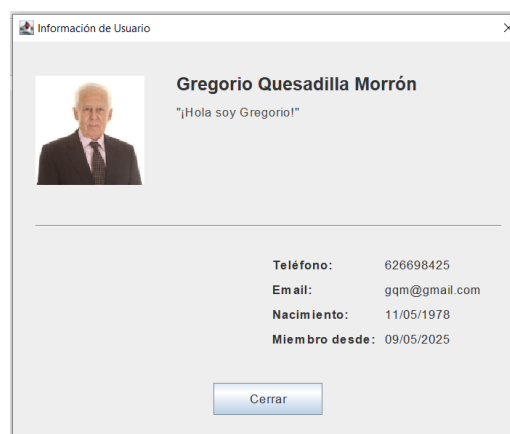 Información de Usuario
Gregorio Quesadilla Morrón
"¡Hola soy Gregorio!"
Teléfono: 626698425
Email: gqm@gmail.com
Nacimiento: 11/05/1978
Miembro desde: 09/05/2025
Cerrar